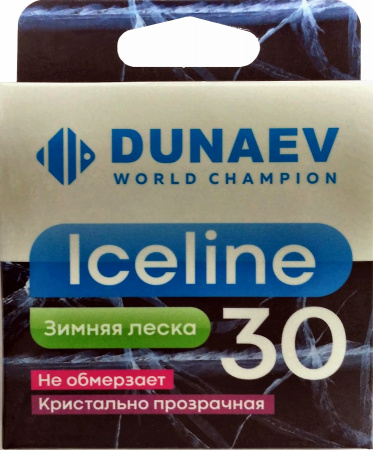 DUNAEV
WORLD CHAMPION
Iceline
Зимняя леска
30
Не обмерзает
Кристально прозрачная